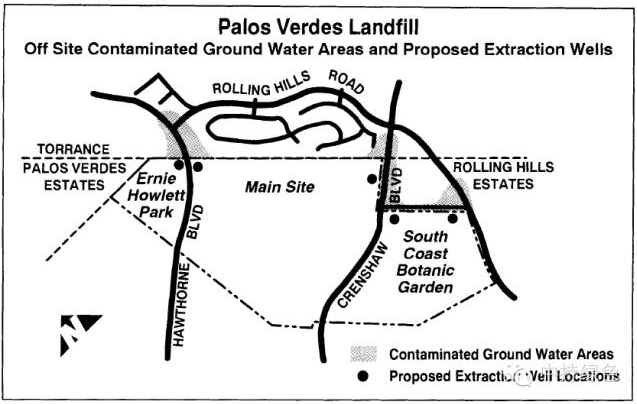 Palos Verdes Landfill
Off Site Contaminated Ground Water Areas and Proposed Extraction Wells
ROLLING HILLS
ROAD
TORRANCE
PALOS VERDES
ESTATES
Ernie
Howlett
Park
Main Site
BLVD
HAWTHORNE
BLVD
CRENSHAW
ROLLING HILLS
ESTATES
South
Coast
Botanic
Garden
N
Contaminated Ground Water Areas
Proposed Extraction Well Locations